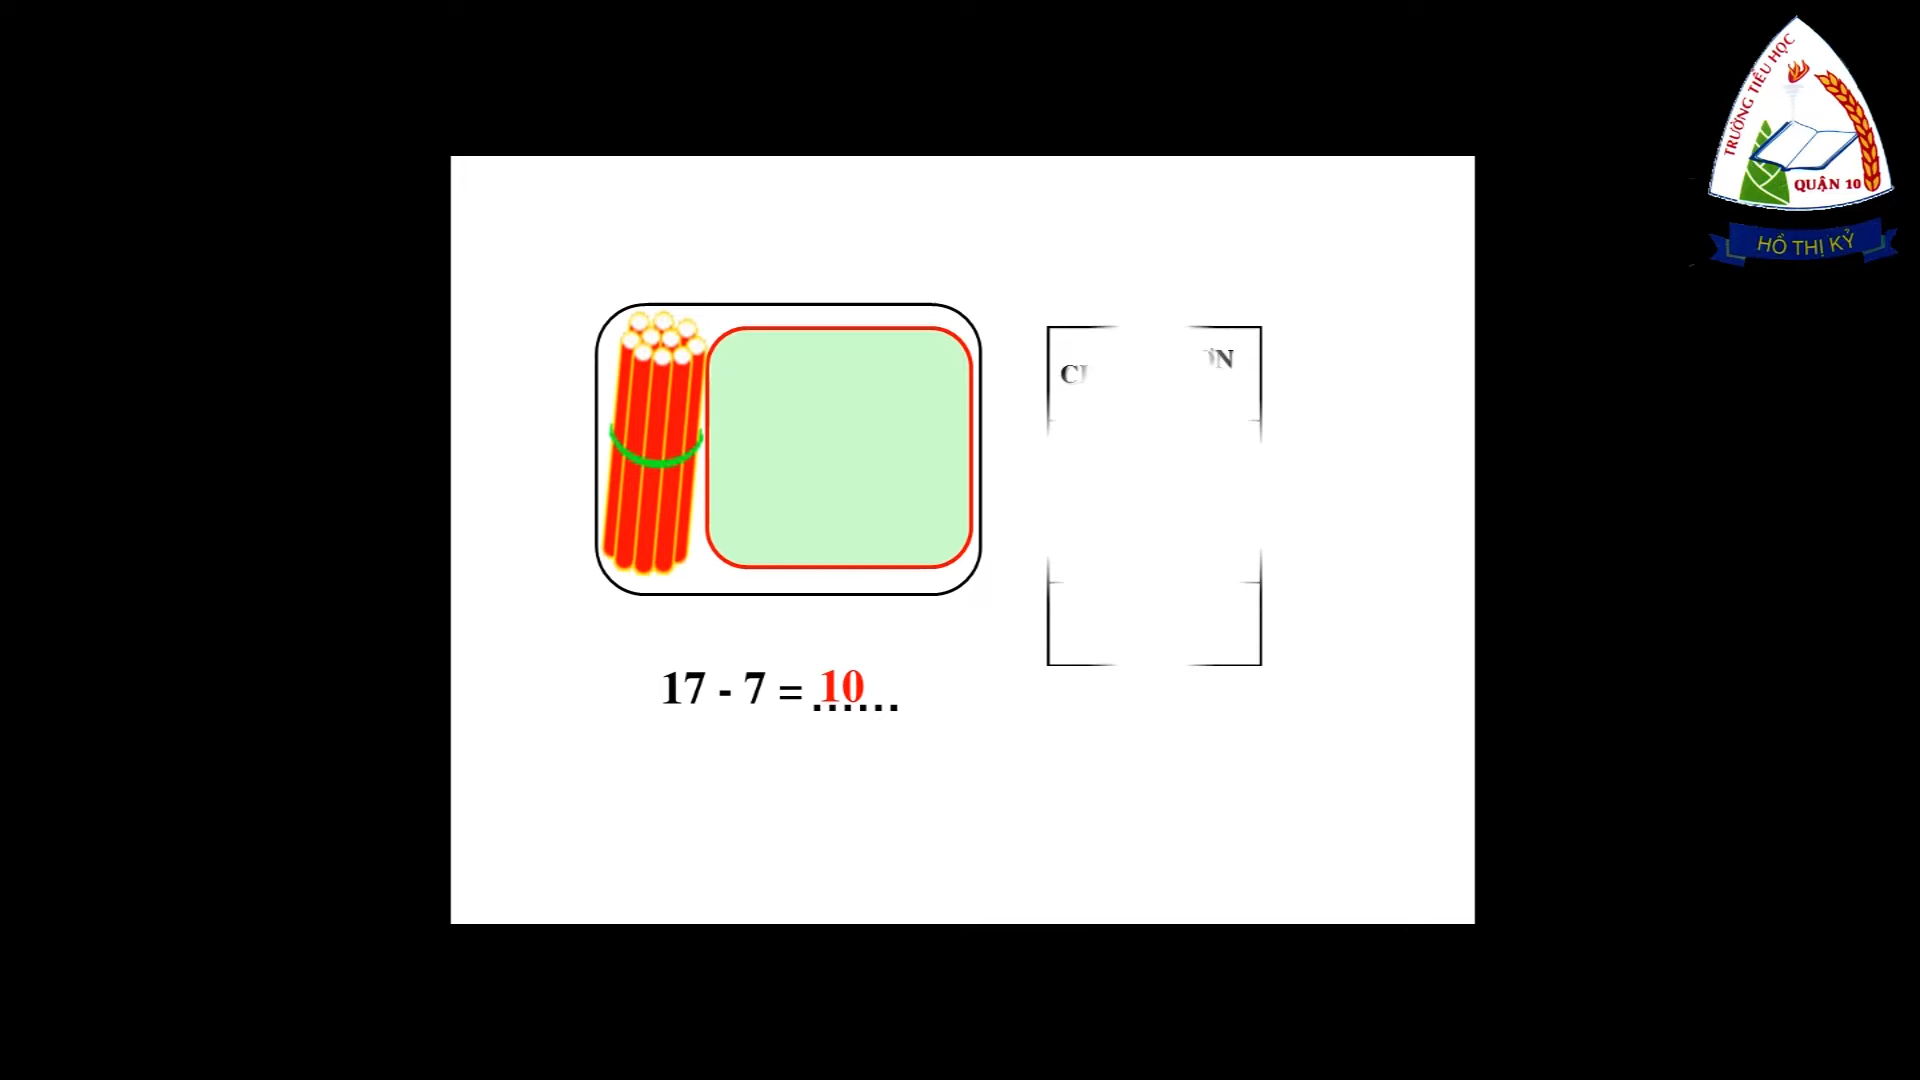 TRƯỜNG TIỂU HỌC
QUẬN 10
HỒ THỊ KỶ
17 - 7 = 10